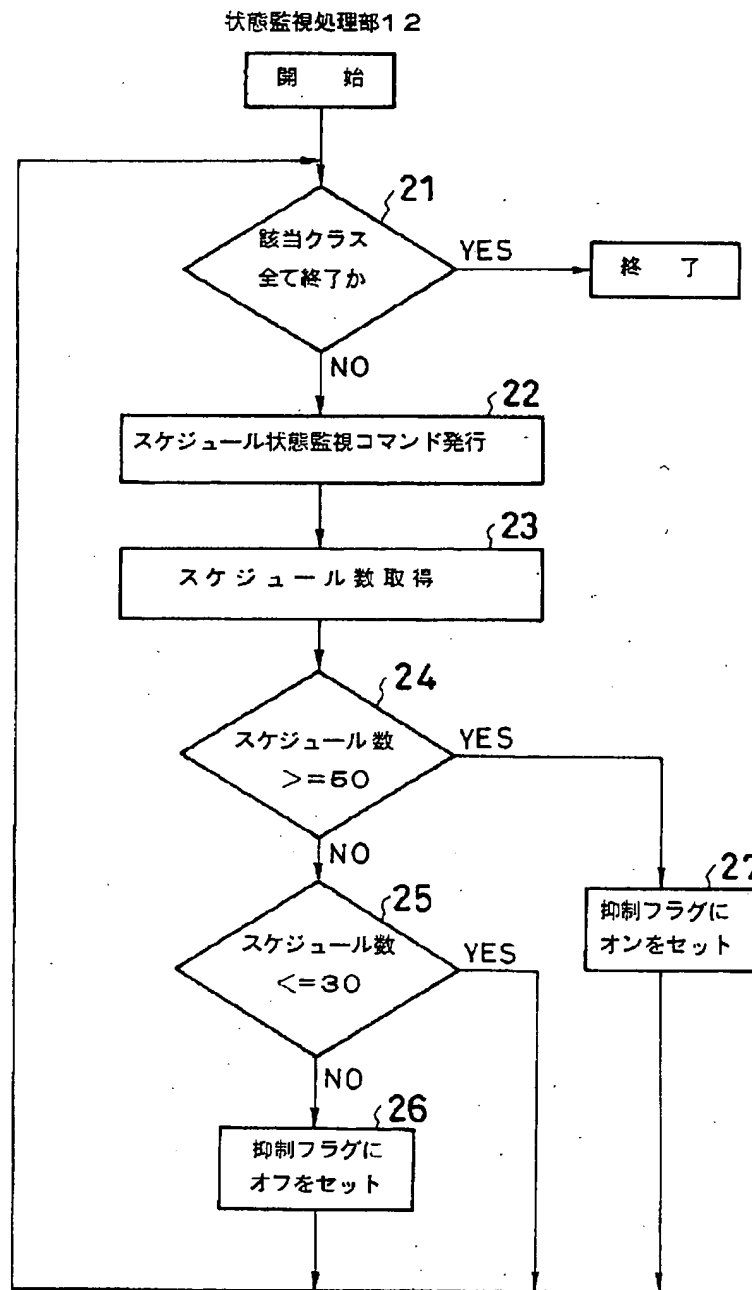 状態監視処理部12
開 始
21
該当クラス
全て終了か
YES
終 了
NO
22
スケジュール状態監視コマンド発行
23
スケジュール数取得
24
スケジュール数
>=50
YES
NO
25
スケジュール数
<=30
YES
27
抑制フラグに
オンをセット
NO
26
抑制フラグに
オフをセット